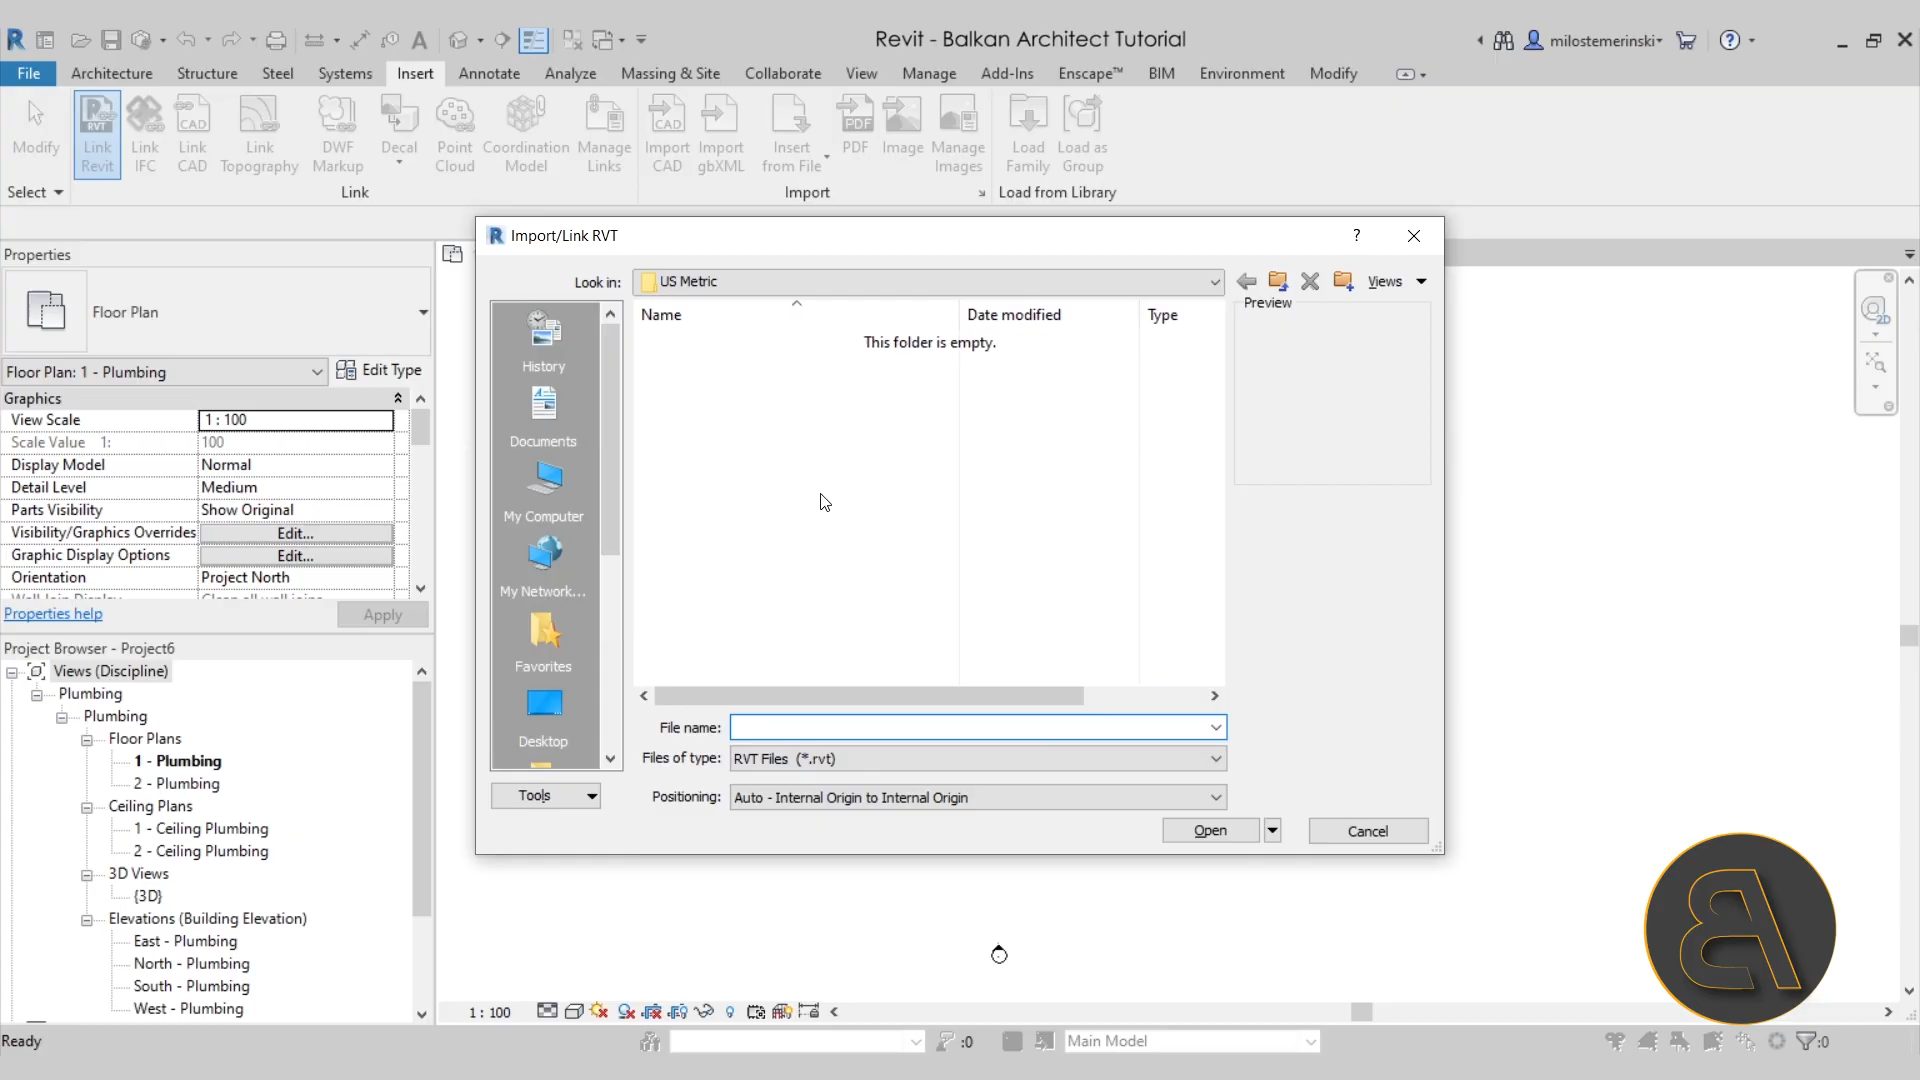 Revit - Balkan Architect Tutorial
milostemerinski
File Architecture Structure Steel Systems Insert Annotate Analyze Massing & Site Collaborate View Manage Add-Ins Enscape™ BIM Environment Modify
Modify
Link Revit
Link IFC
Link CAD
Link Topography
DWF Markup
Decal
Point Cloud
Coordination Model
Manage Links
Import CAD
Import gbXML
Insert from File
PDF
Image
Manage Images
Load Family
Load as Group
Select Link Import Load from Library
Properties
Floor Plan
Floor Plan: 1 - Plumbing Edit Type
Graphics
View Scale 1 : 100
Scale Value 1: 100
Display Model Normal
Detail Level Medium
Parts Visibility Show Original
Visibility/Graphics Overrides Edit...
Graphic Display Options Edit...
Orientation Project North
Properties help Apply
Project Browser - Project6
Views (Discipline)
Plumbing
Plumbing
Floor Plans
1 - Plumbing
2 - Plumbing
Ceiling Plans
1 - Ceiling Plumbing
2 - Ceiling Plumbing
3D Views
{3D}
Elevations (Building Elevation)
East - Plumbing
North - Plumbing
South - Plumbing
West - Plumbing
Import/Link RVT
Look in: US Metric Views
Name Date modified Type
This folder is empty.
Preview
History
Documents
My Computer
My Network...
Favorites
Desktop
File name:
Files of type: RVT Files (*.rvt)
Tools
Positioning: Auto - Internal Origin to Internal Origin
Open Cancel
2D
1 : 100
Ready
:0
Main Model
:0